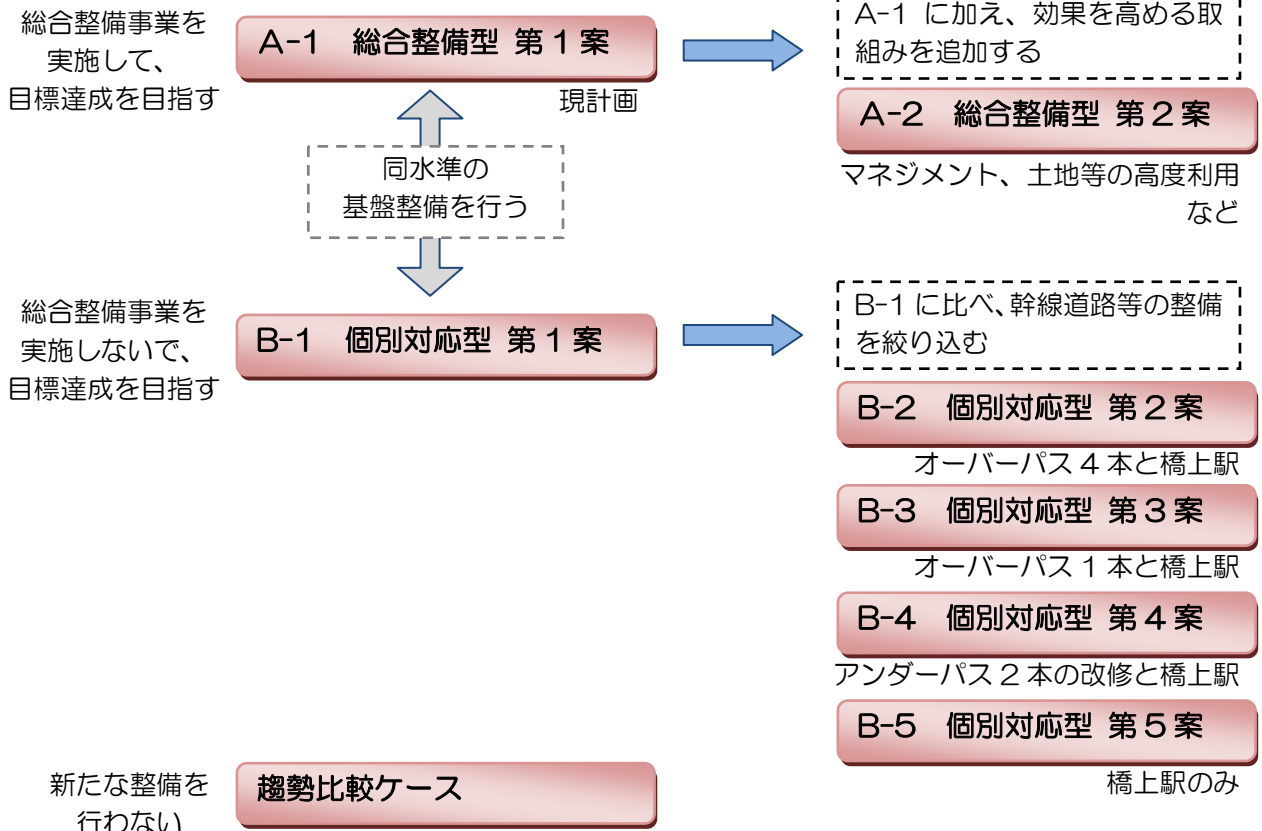 総合整備事業を
実施して、
目標達成を目指す
A-1 総合整備型 第1案
現計画
A-1 に加え、効果を高める取
組みを追加する
A-2 総合整備型 第2案
マネジメント、土地等の高度利用
など
同水準の
基盤整備を行う
総合整備事業を
実施しないで、
目標達成を目指す
B-1 個別対応型 第1案
B-1 に比べ、幹線道路等の整備
を絞り込む
B-2 個別対応型 第2案
オーバーパス4本と橋上駅
B-3 個別対応型 第3案
オーバーパス1本と橋上駅
B-4 個別対応型 第4案
アンダーパス2本の改修と橋上駅
B-5 個別対応型 第5案
橋上駅のみ
新たな整備を
行わない
趨勢比較ケース